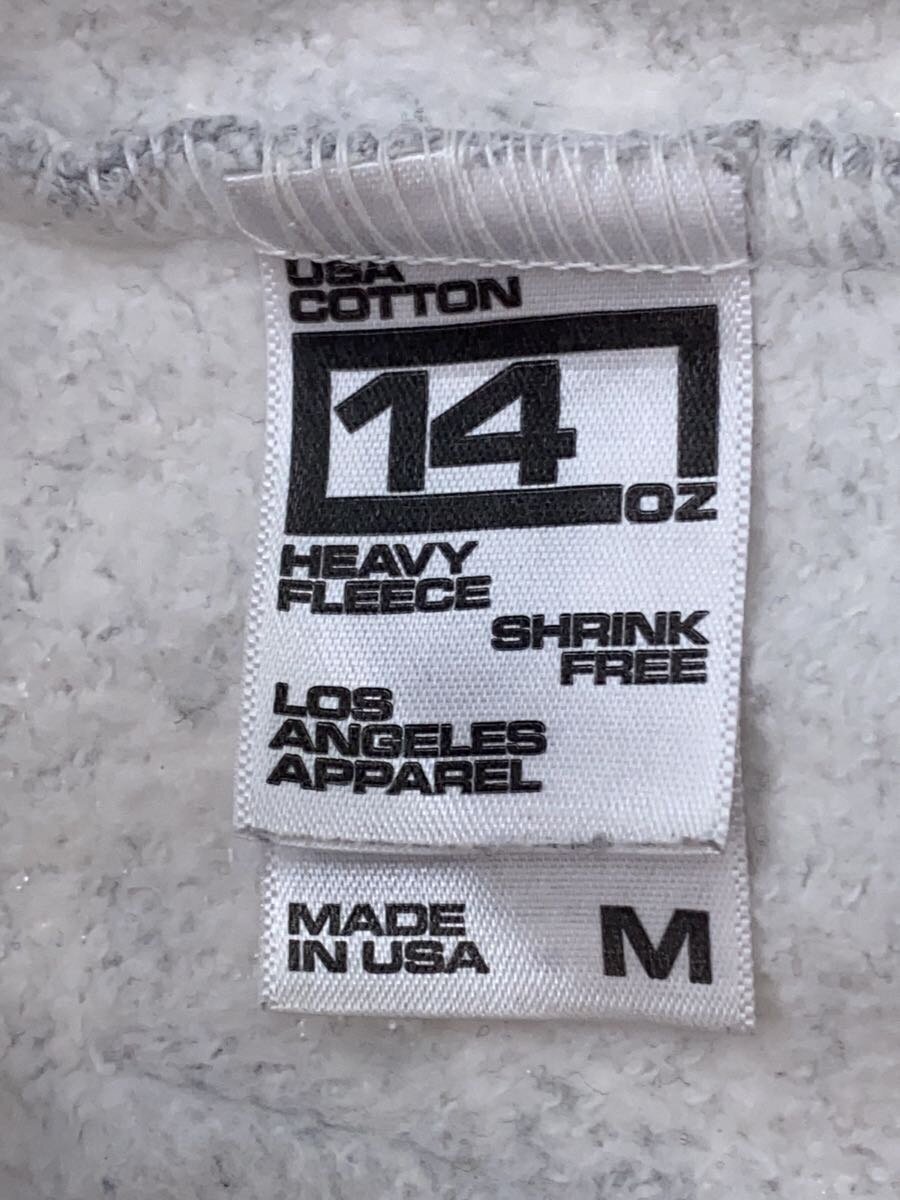 USA
COTTON
14
OZ
HEAVY
FLEECE
SHRINK
FREE
LOS
ANGELES
APPAREL
MADE
IN USA
M